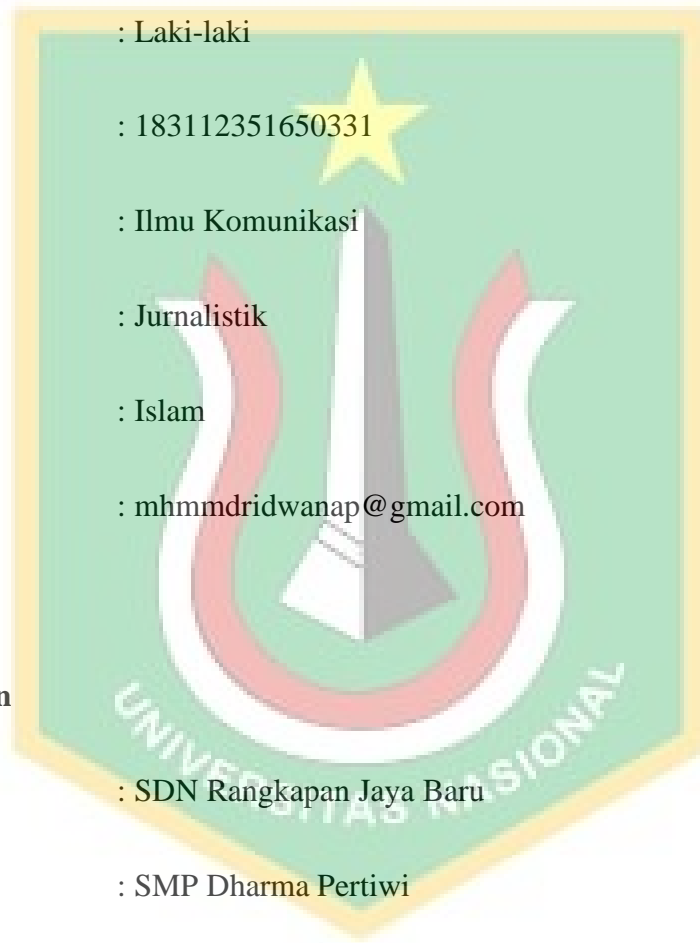 : Laki-laki
: 183112351650331
: Ilmu Komunikasi
: Jurnalistik
: Islam
: mhmmdridwanap@gmail.com
n
UNIVERSITAS NASIONAL
: SDN Rangkapan Jaya Baru
: SMP Dharma Pertiwi